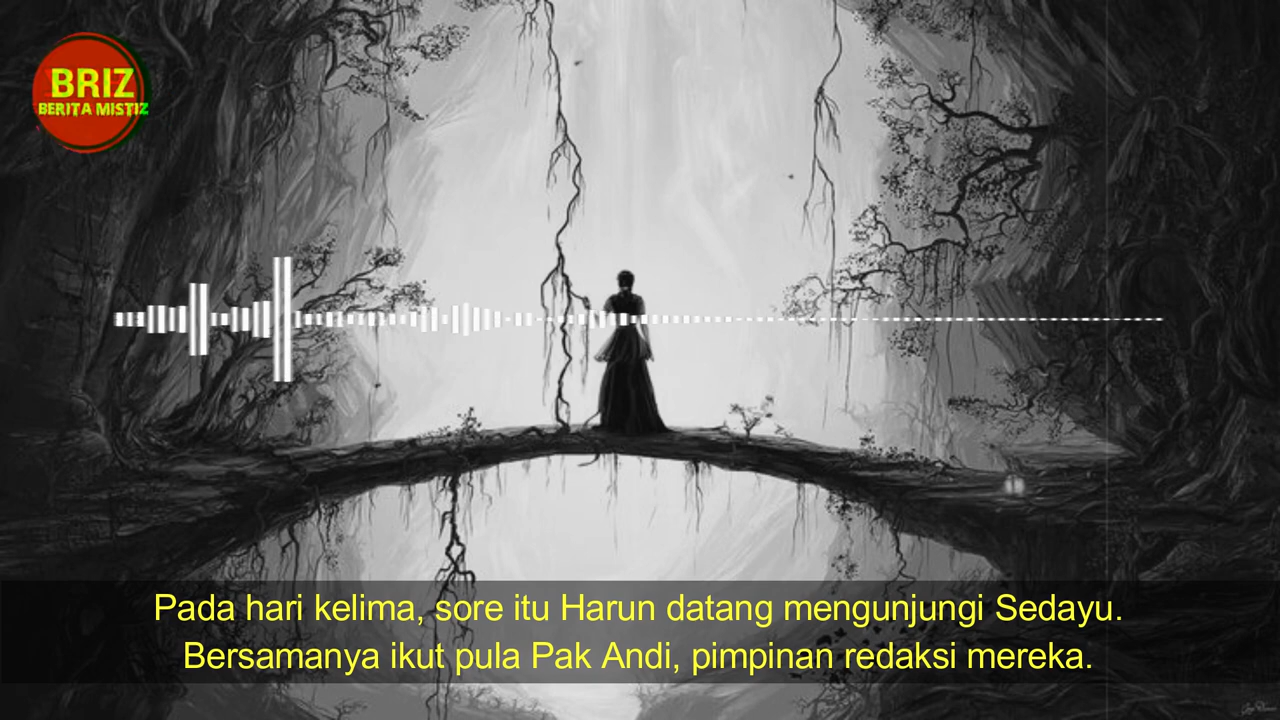 BRIZ
BERITA MISTIZ
Pada hari kelima, sore itu Harun datang mengunjungi Sedayu.
Bersamanya ikut pula Pak Andi, pimpinan redaksi mereka.